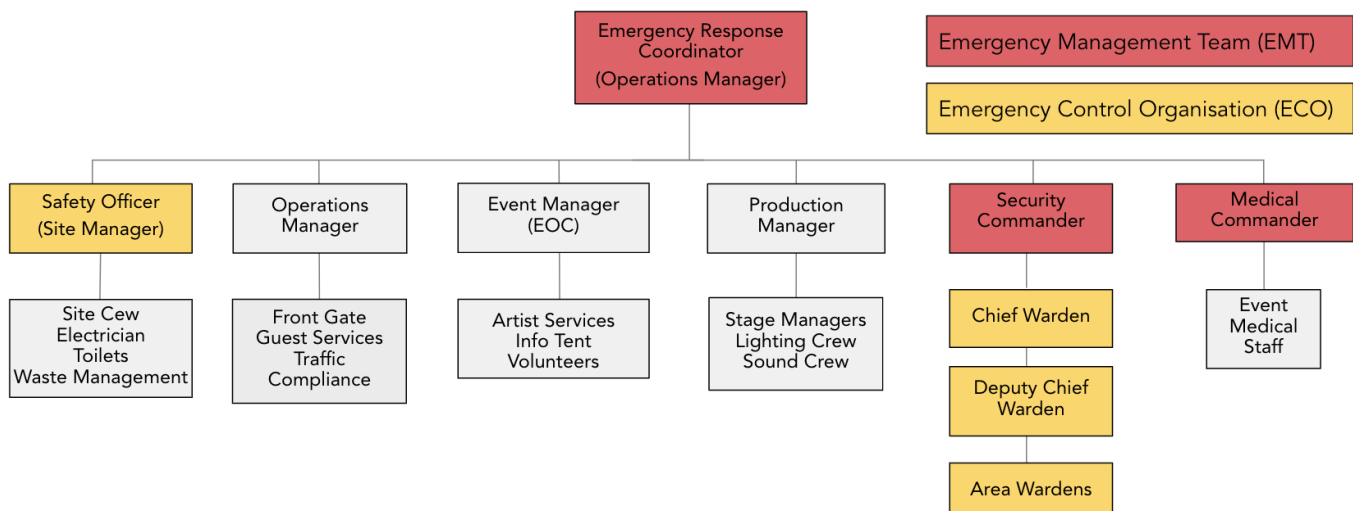 Emergency Response
Coordinator
(Operations Manager)
Emergency Management Team (EMT)
Emergency Control Organisation (ECO)
Safety Officer
(Site Manager)
Operations
Manager
Event Manager
(EOC)
Production
Manager
Security
Commander
Medical
Commander
Site Cew
Electrician
Toilets
Waste Management
Front Gate
Guest Services
Traffic
Compliance
Artist Services
Info Tent
Volunteers
Stage Managers
Lighting Crew
Sound Crew
Chief Warden
Deputy Chief
Warden
Area Wardens
Event
Medical
Staff